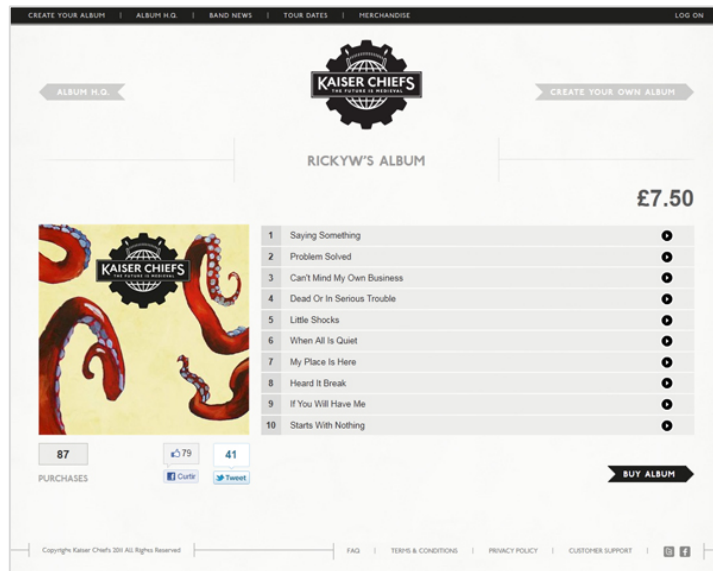 CREATE YOUR ALBUM | ALBUM H.Q. | BAND NEWS | TOUR DATES | MERCHANDISE LOG ON
KAISER CHIEFS
THE FUTURE IS MEDIEVAL
ALBUM H.Q.
CREATE YOUR OWN ALBUM
RICKYW'S ALBUM
£7.50
KAISER CHIEFS
THE FUTURE IS MEDIEVAL
1 Saying Something
2 Problem Solved
3 Can't Mind My Own Business
4 Dead Or In Serious Trouble
5 Little Shocks
6 When All Is Quiet
7 My Place Is Here
8 Heard It Break
9 If You Will Have Me
10 Starts With Nothing
87
PURCHASES
79
Curtir
41
Tweet
BUY ALBUM
Copyright Kaiser Chiefs 2011 All Rights Reserved
FAQ | TERMS & CONDITIONS | PRIVACY POLICY | CUSTOMER SUPPORT |